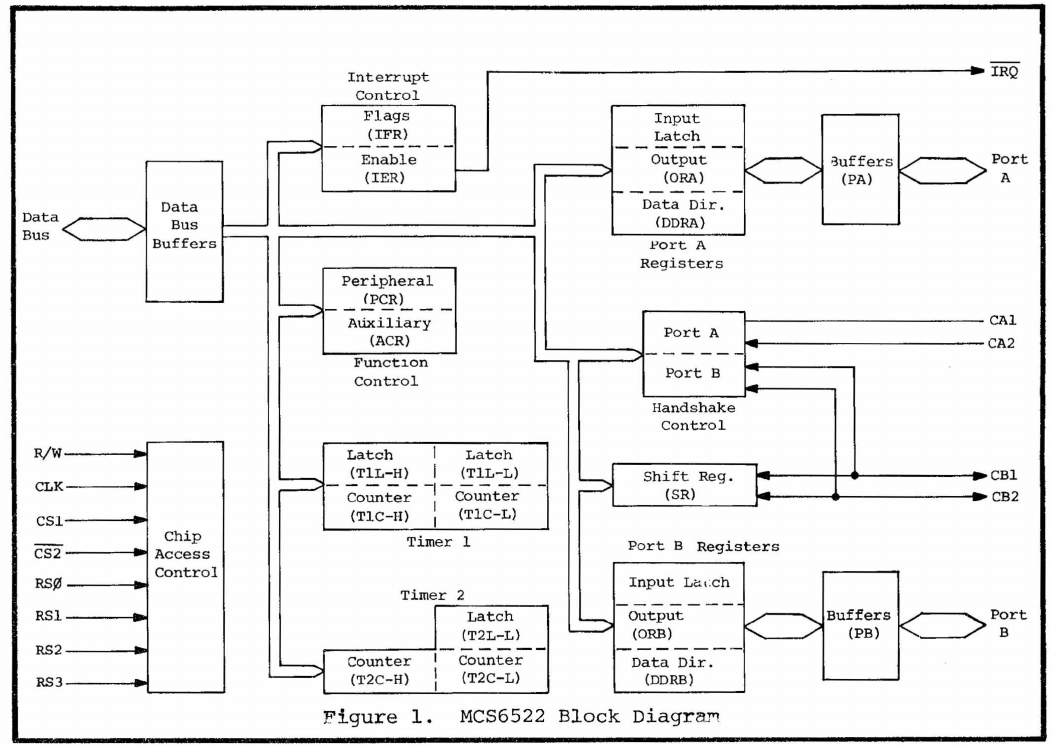 Interrupt
Control
Flags
(IFR)
Enable
(IER)
IRQ
Data
Bus
Data
Bus
Buffers
Input
Latch
Output
(ORA)
Data Dir.
(DDRA)
Port A
Registers
Buffers
(PA)
Port
A
Peripheral
(PCR)
Auxiliary
(ACR)
Function
Control
Port A
Port B
Handshake
Control
CA1
CA2
R/W
CLK
CS1
CS2
RSØ
RS1
RS2
RS3
Chip
Access
Control
Latch
(T1L-H)
Latch
(T1L-L)
Counter
(T1C-H)
Counter
(T1C-L)
Timer 1
Shift Reg.
(SR)
CB1
CB2
Timer 2
Latch
(T2L-L)
Counter
(T2C-H)
Counter
(T2C-L)
Port B Registers
Input Latch
Output
(ORB)
Data Dir.
(DDRB)
Buffers
(PB)
Port
B
Figure 1. MCS6522 Block Diagram